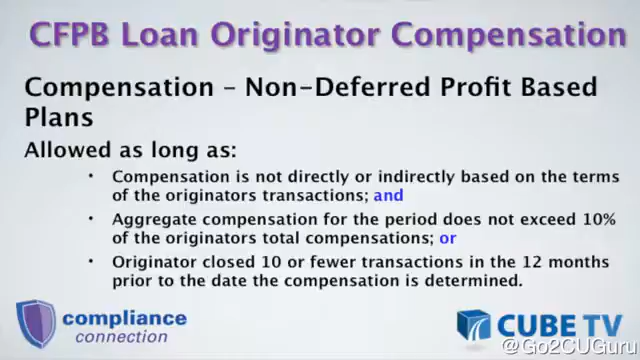 CFPB Loan Originator Compensation
Compensation – Non-Deferred Profit Based
Plans
Allowed as long as:
• Compensation is not directly or indirectly based on the terms
of the originators transactions; and
• Aggregate compensation for the period does not exceed 10%
of the originators total compensations; or
• Originator closed 10 or fewer transactions in the 12 months
prior to the date the compensation is determined.
compliance
connection
CUBE TV
@Go2CUGuru